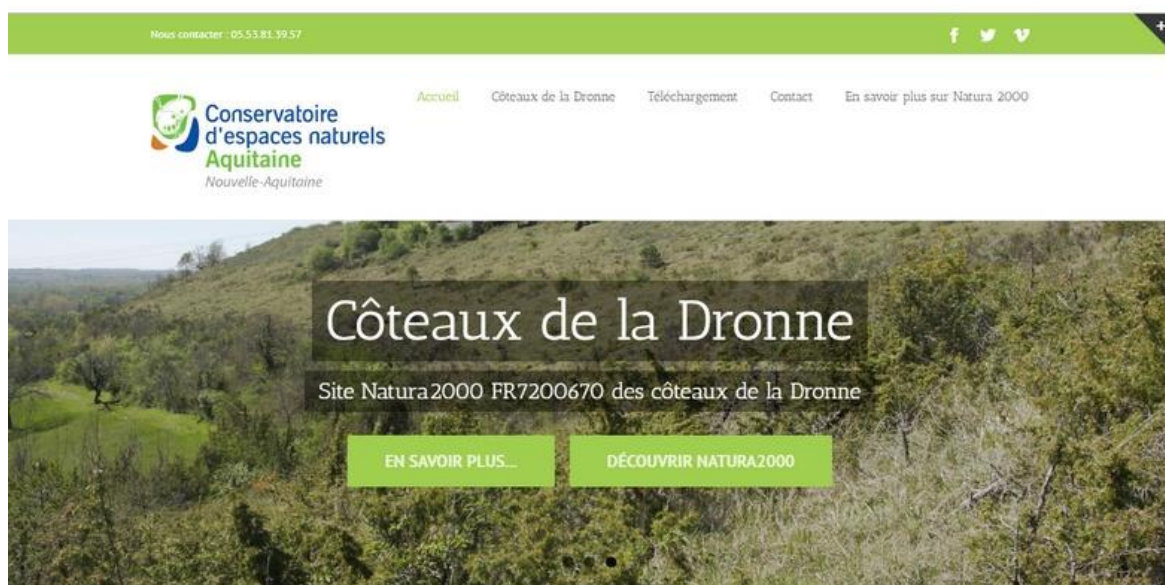 Nous contacter : 05.53.81.39.57
Conservatoire
d'espaces naturels
Aquitaine
Nouvelle-Aquitaine
Accueil Côteaux de la Dronne Téléchargement Contact En savoir plus sur Natura 2000
Côteaux de la Dronne
Site Natura2000 FR7200670 des côteaux de la Dronne
EN SAVOIR PLUS... DÉCOUVRIR NATURA2000